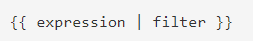 {{ expression | filter }}